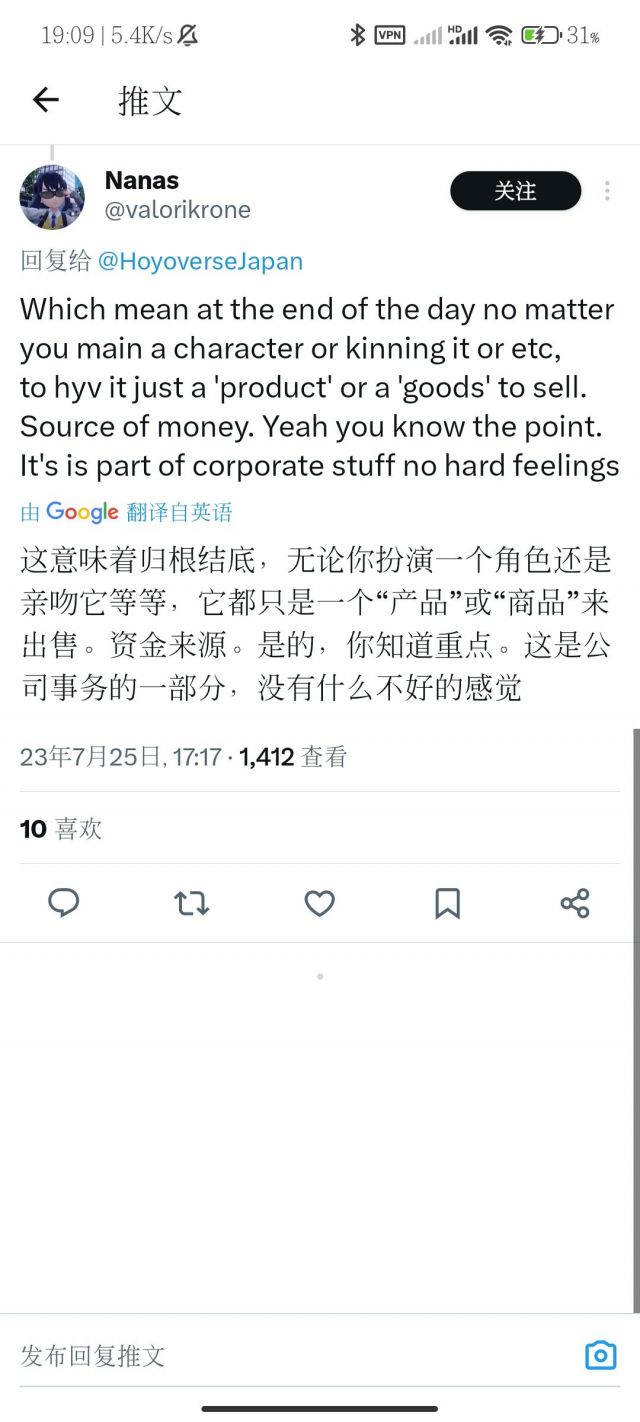 19:09 | 5.4K/s
VPN HD 31%
推文
Nanas
关注
@valorikrone
回复给 @HoyoverseJapan
Which mean at the end of the day no matter
you main a character or kinning it or etc,
to hyv it just a 'product' or a 'goods' to sell.
Source of money. Yeah you know the point.
It's is part of corporate stuff no hard feelings
由 Google 翻译自英语
这意味着归根结底，无论你扮演一个角色还是
亲吻它等等，它都只是一个“产品”或“商品”来
出售。资金来源。是的，你知道重点。这是公
司事务的一部分，没有什么不好的感觉
23年7月25日, 17:17 · 1,412 查看
10 喜欢
发布回复推文